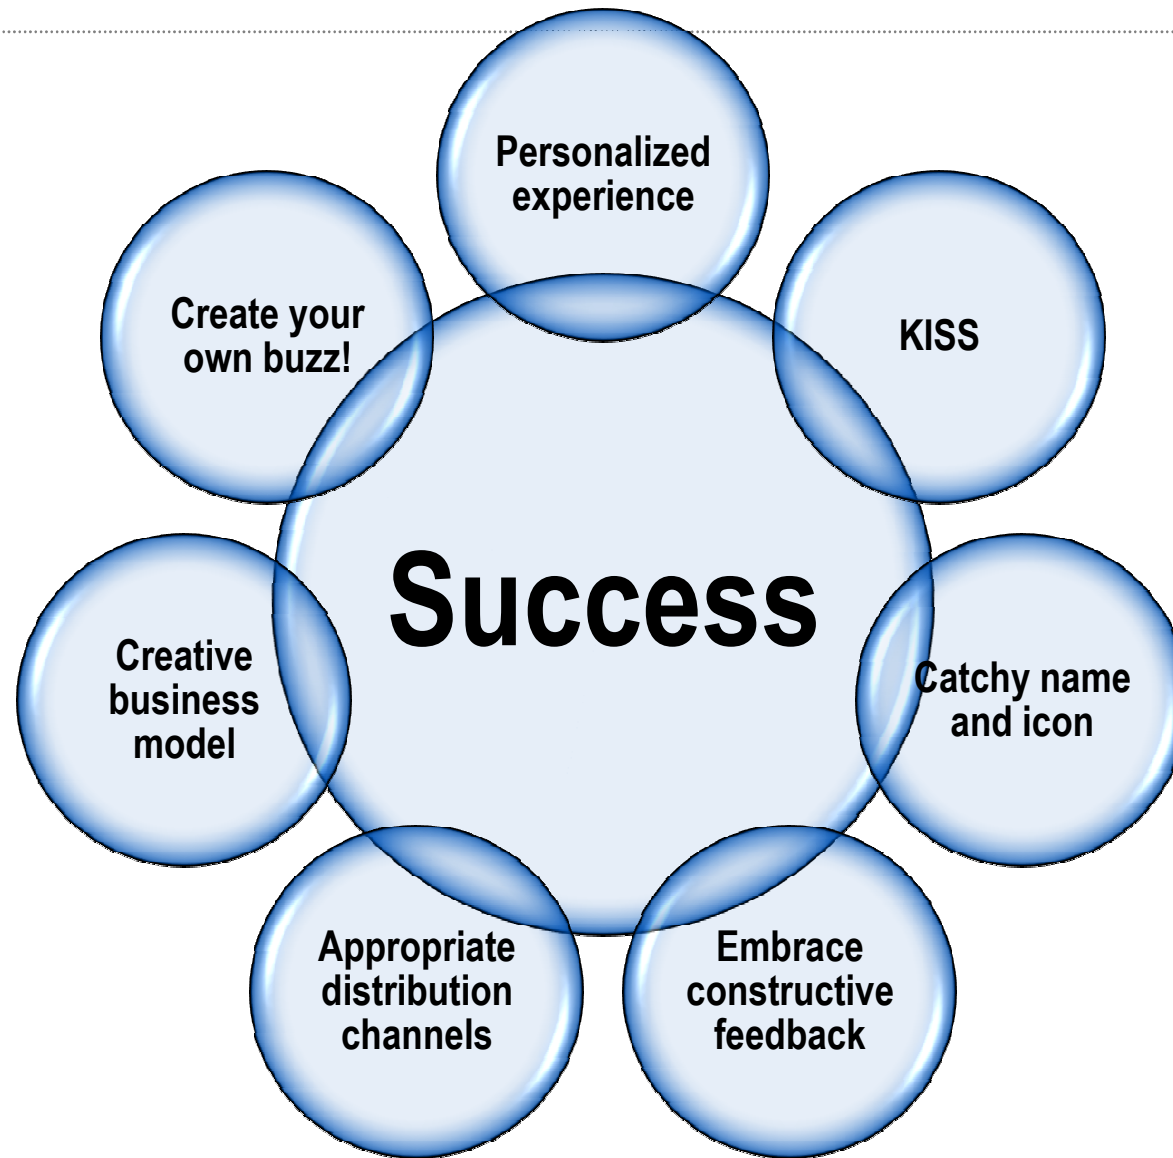 Personalized
experience
KISS
Catchy name
and icon
Embrace
constructive
feedback
Appropriate
distribution
channels
Creative
business
model
Create your
own buzz!
Success